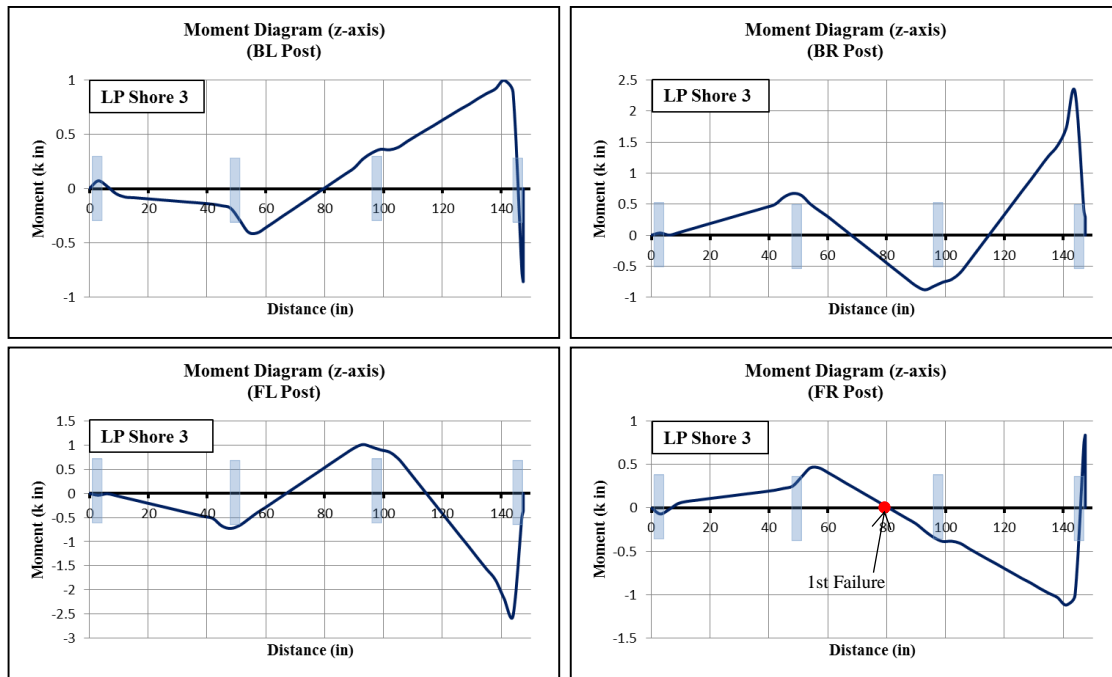 Moment Diagram (z-axis)
(BL Post)
LP Shore 3
1
0.5
0
-0.5
-1
0 20 40 60 80 100 120 140
Moment (k in)
Distance (in)
Moment Diagram (z-axis)
(BR Post)
LP Shore 3
2.5
2
1.5
1
0.5
0
-0.5
-1
0 20 40 60 80 100 120 140
Moment (k in)
Distance (in)
Moment Diagram (z-axis)
(FL Post)
LP Shore 3
1.5
1
0.5
0
-0.5
-1
-1.5
-2
-2.5
-3
0 20 40 60 80 100 120 140
Moment (k in)
Distance (in)
Moment Diagram (z-axis)
(FR Post)
LP Shore 3
1
0.5
0
-0.5
-1
-1.5
0 20 40 60 80 100 120 140
1st Failure
Moment (k in)
Distance (in)